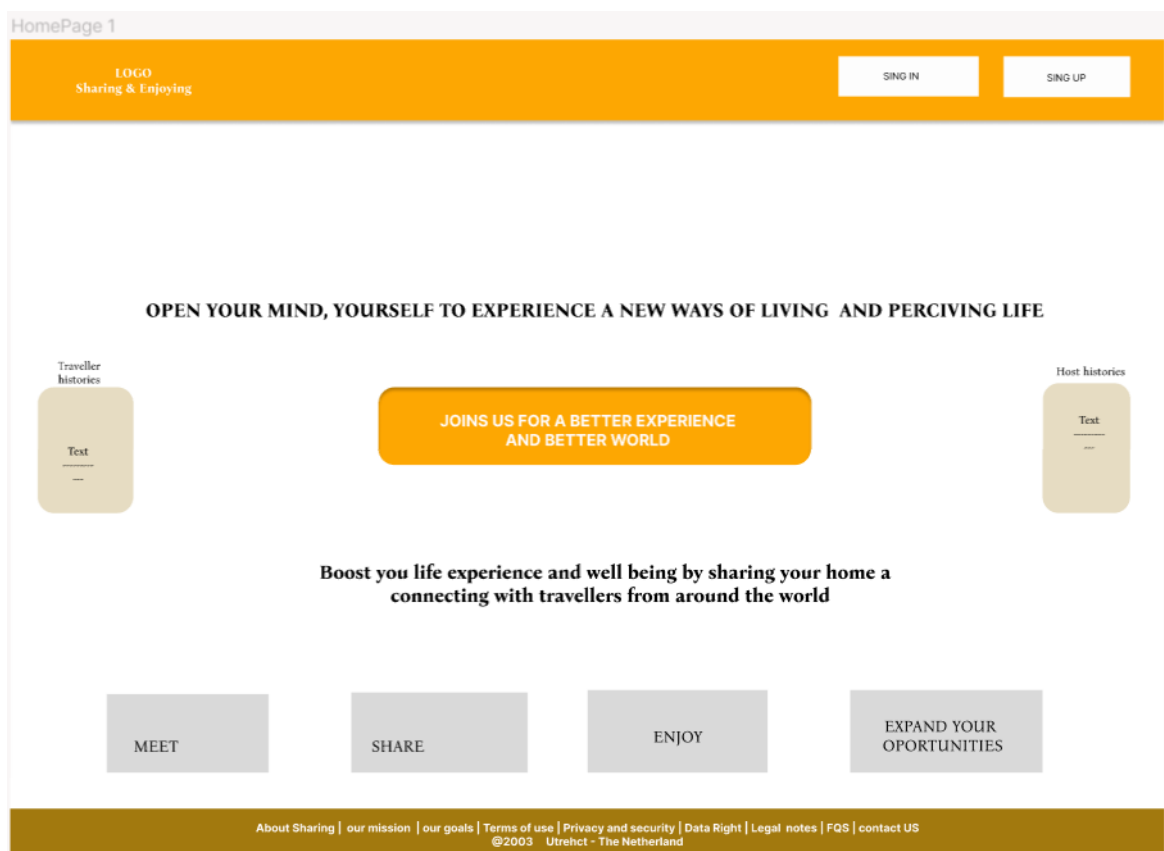 HomePage 1
LOGO
Sharing & Enjoying
SING IN
SING UP
OPEN YOUR MIND, YOURSELF TO EXPERIENCE A NEW WAYS OF LIVING AND PERCIVING LIFE
Traveller
histories
Text
JOINS US FOR A BETTER EXPERIENCE
AND BETTER WORLD
Host histories
Text
Boost you life experience and well being by sharing your home a
connecting with travellers from around the world
MEET
SHARE
ENJOY
EXPAND YOUR
OPORTUNITIES
About Sharing | our mission | our goals | Terms of use | Privacy and security | Data Right | Legal notes | FQS | contact US
@2003 Utrehct - The Netherland